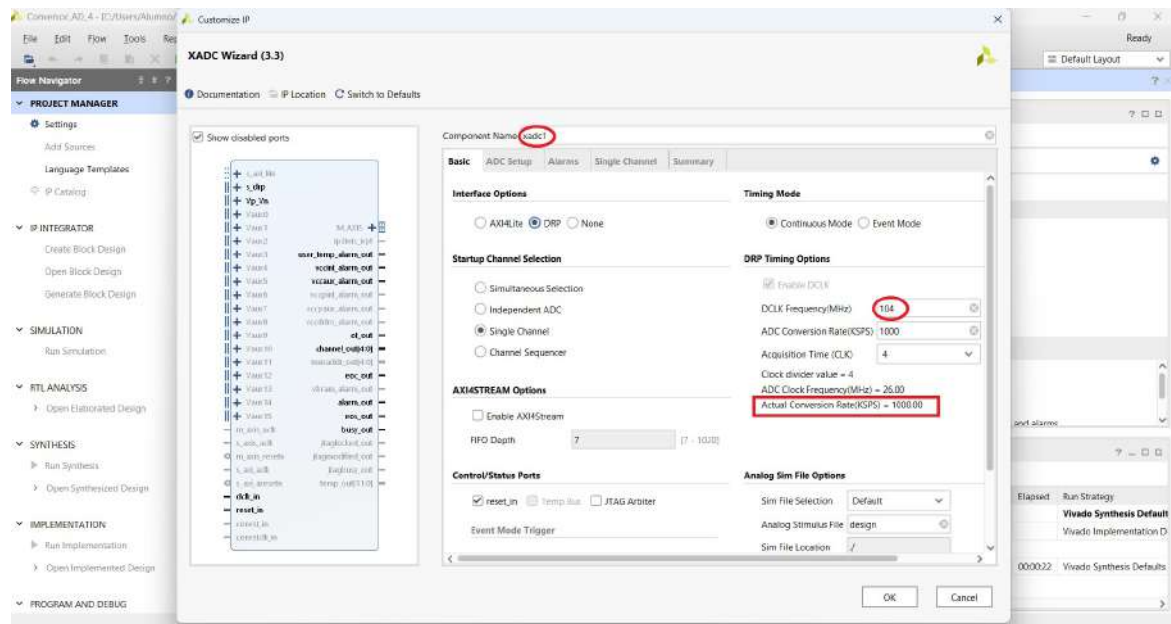 Convensor_AD_4 - [C:/Users/Alumno/
Customize IP
File Edit Flow Tools Rep
Ready
XADC Wizard (3.3)
Default Layout
Flow Navigator
Documentation IP Location Switch to Defaults
PROJECT MANAGER
Settings
Add Sources
Language Templates
IP Catalog
IP INTEGRATOR
Create Block Design
Open Block Design
Generate Block Design
SIMULATION
Run Simulation
RTL ANALYSIS
Open Elaborated Design
SYNTHESIS
Run Synthesis
Open Synthesized Design
IMPLEMENTATION
Run Implementation
Open Implemented Design
PROGRAM AND DEBUG
Show disabled ports
s_drp
Vp_Vn
user_temp_alarm_out
vccint_alarm_out
vccaux_alarm_out
ot_out
channel_out[4:0]
eoc_out
alarm_out
eos_out
busy_out
dclk_in
reset_in
Component Name xadc1
Basic ADC Setup Alarms Single Channel Summary
Interface Options
AXI4Lite DRP None
Startup Channel Selection
Simultaneous Selection
Independent ADC
Single Channel
Channel Sequencer
AXI4STREAM Options
Enable AXI4Stream
FIFO Depth 7 [7 - 1020]
Control/Status Ports
reset_in Temp Bus JTAG Arbiter
Event Mode Trigger
Timing Mode
Continuous Mode Event Mode
DRP Timing Options
Enable DCLK
DCLK Frequency(MHz) 104
ADC Conversion Rate(KSPS) 1000
Acquisition Time (CLK) 4
Clock divider value = 4
ADC Clock Frequency(MHz) = 26.00
Actual Conversion Rate(KSPS) = 1000.00
Analog Sim File Options
Sim File Selection Default
Analog Stimulus File design
Sim File Location ./
OK Cancel
and alarms
Elapsed Run Strategy
Vivado Synthesis Default
Vivado Implementation D
00:00:22 Vivado Synthesis Defaults